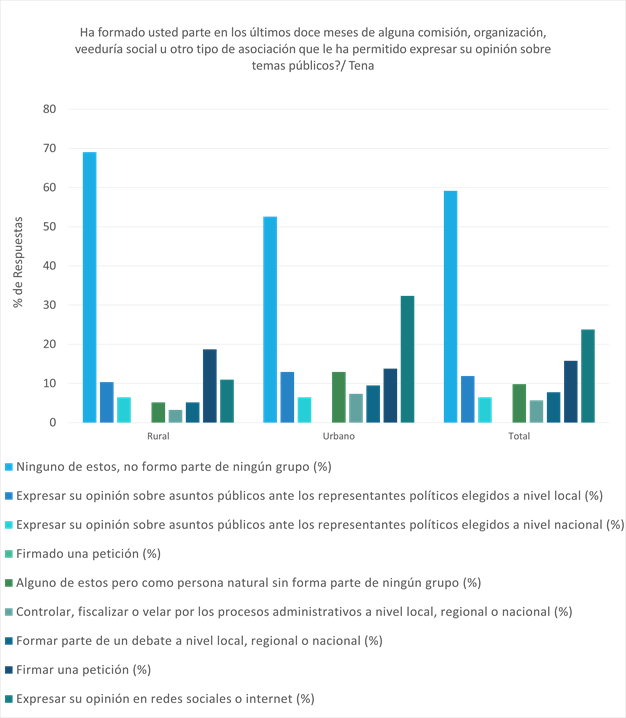 Ha formado usted parte en los últimos doce meses de alguna comisión, organización,
veeduría social u otro tipo de asociación que le ha permitido expresar su opinión sobre
temas públicos?/ Tena
80
70
60
50
40
30
20
10
0
% de Respuestas
Rural
Urbano
Total
Ninguno de estos, no formo parte de ningún grupo (%)
Expresar su opinión sobre asuntos públicos ante los representantes políticos elegidos a nivel local (%)
Expresar su opinión sobre asuntos públicos ante los representantes políticos elegidos a nivel nacional (%)
Firmado una petición (%)
Alguno de estos pero como persona natural sin forma parte de ningún grupo (%)
Controlar, fiscalizar o velar por los procesos administrativos a nivel local, regional o nacional (%)
Formar parte de un debate a nivel local, regional o nacional (%)
Firmar una petición (%)
Expresar su opinión en redes sociales o internet (%)